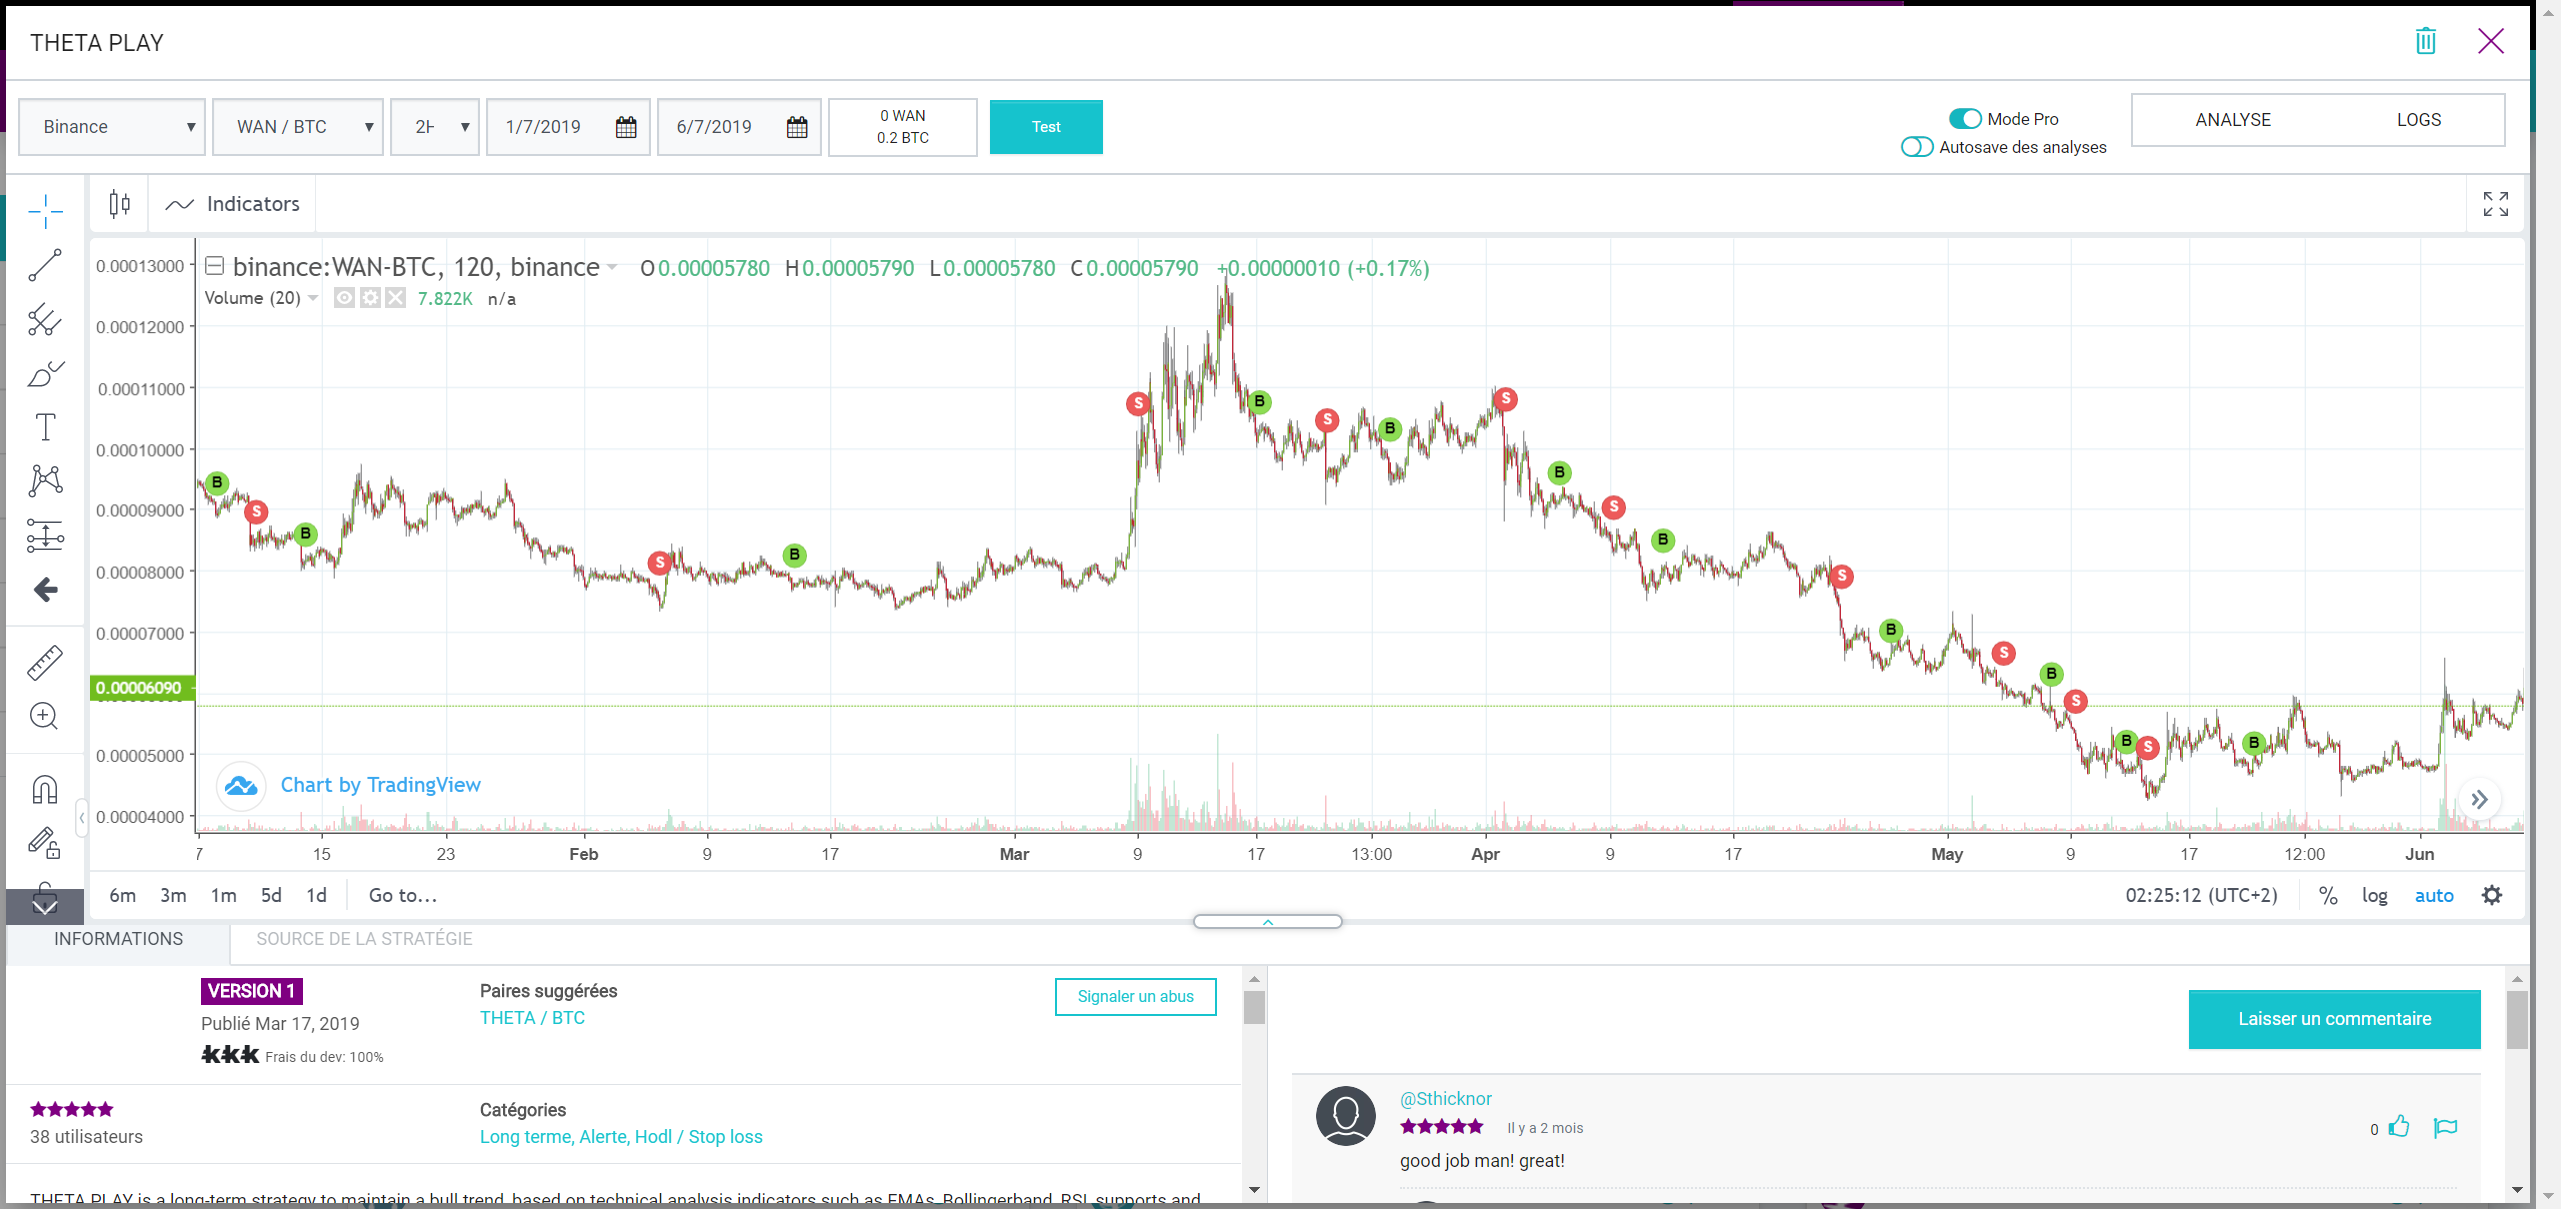 THETA PLAY
Binance
WAN / BTC
2H
1/7/2019
6/7/2019
0 WAN
0.2 BTC
Test
Mode Pro
Autosave des analyses
ANALYSE
LOGS
Indicators
binance:WAN-BTC, 120, binance O0.00005780 H0.00005790 L0.00005780 C0.00005790 +0.00000010 (+0.17%)
Volume (20) 7.822K n/a
0.00013000
0.00012000
0.00011000
0.00010000
0.00009000
0.00008000
0.00007000
0.00006090
0.00005000
0.00004000
B
S
B
S
B
S
B
S
B
S
B
S
B
S
B
S
B
S
B
S
B
Chart by TradingView
7 15 23 Feb 9 17 Mar 9 17 13:00 Apr 9 17 May 9 17 12:00 Jun
6m 3m 1m 5d 1d Go to...
02:25:12 (UTC+2) % log auto
INFORMATIONS
SOURCE DE LA STRATÉGIE
VERSION 1
Publié Mar 17, 2019
Frais du dev: 100%
Paires suggérées
THETA / BTC
Signaler un abus
38 utilisateurs
Catégories
Long terme, Alerte, Hodl / Stop loss
THETA PLAY is a long-term strategy to maintain a bull trend, based on technical analysis indicators such as EMAs, Bollingerband, RSI, supports and
Laisser un commentaire
@Sthicknor
Il y a 2 mois
0
good job man! great!